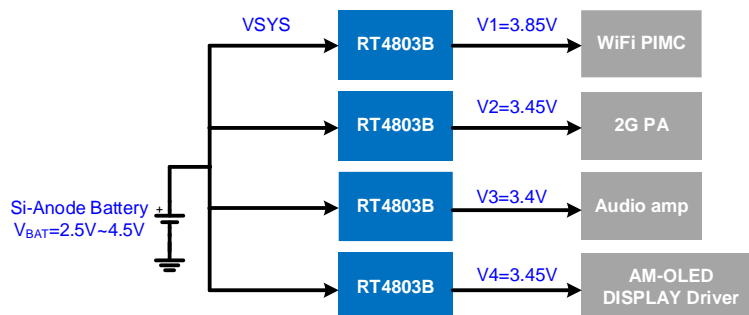 VSYS
RT4803B
V1=3.85V
WiFi PIMC
RT4803B
V2=3.45V
2G PA
Si-Anode Battery
+
VBAT=2.5V~4.5V
RT4803B
V3=3.4V
Audio amp
RT4803B
V4=3.45V
AM-OLED
DISPLAY Driver